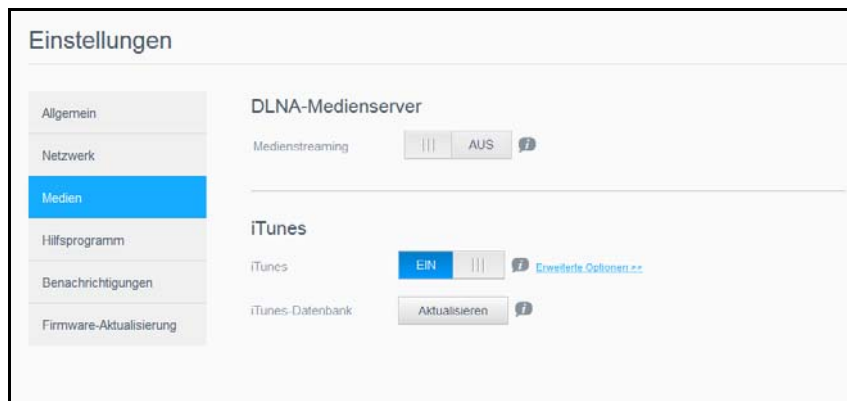 Einstellungen
Allgemein
Netzwerk
Medien
Hilfsprogramm
Benachrichtigungen
Firmware-Aktualisierung
DLNA-Medienserver
Medienstreaming AUS
iTunes
iTunes EIN Erweiterte Optionen >>
iTunes-Datenbank Aktualisieren